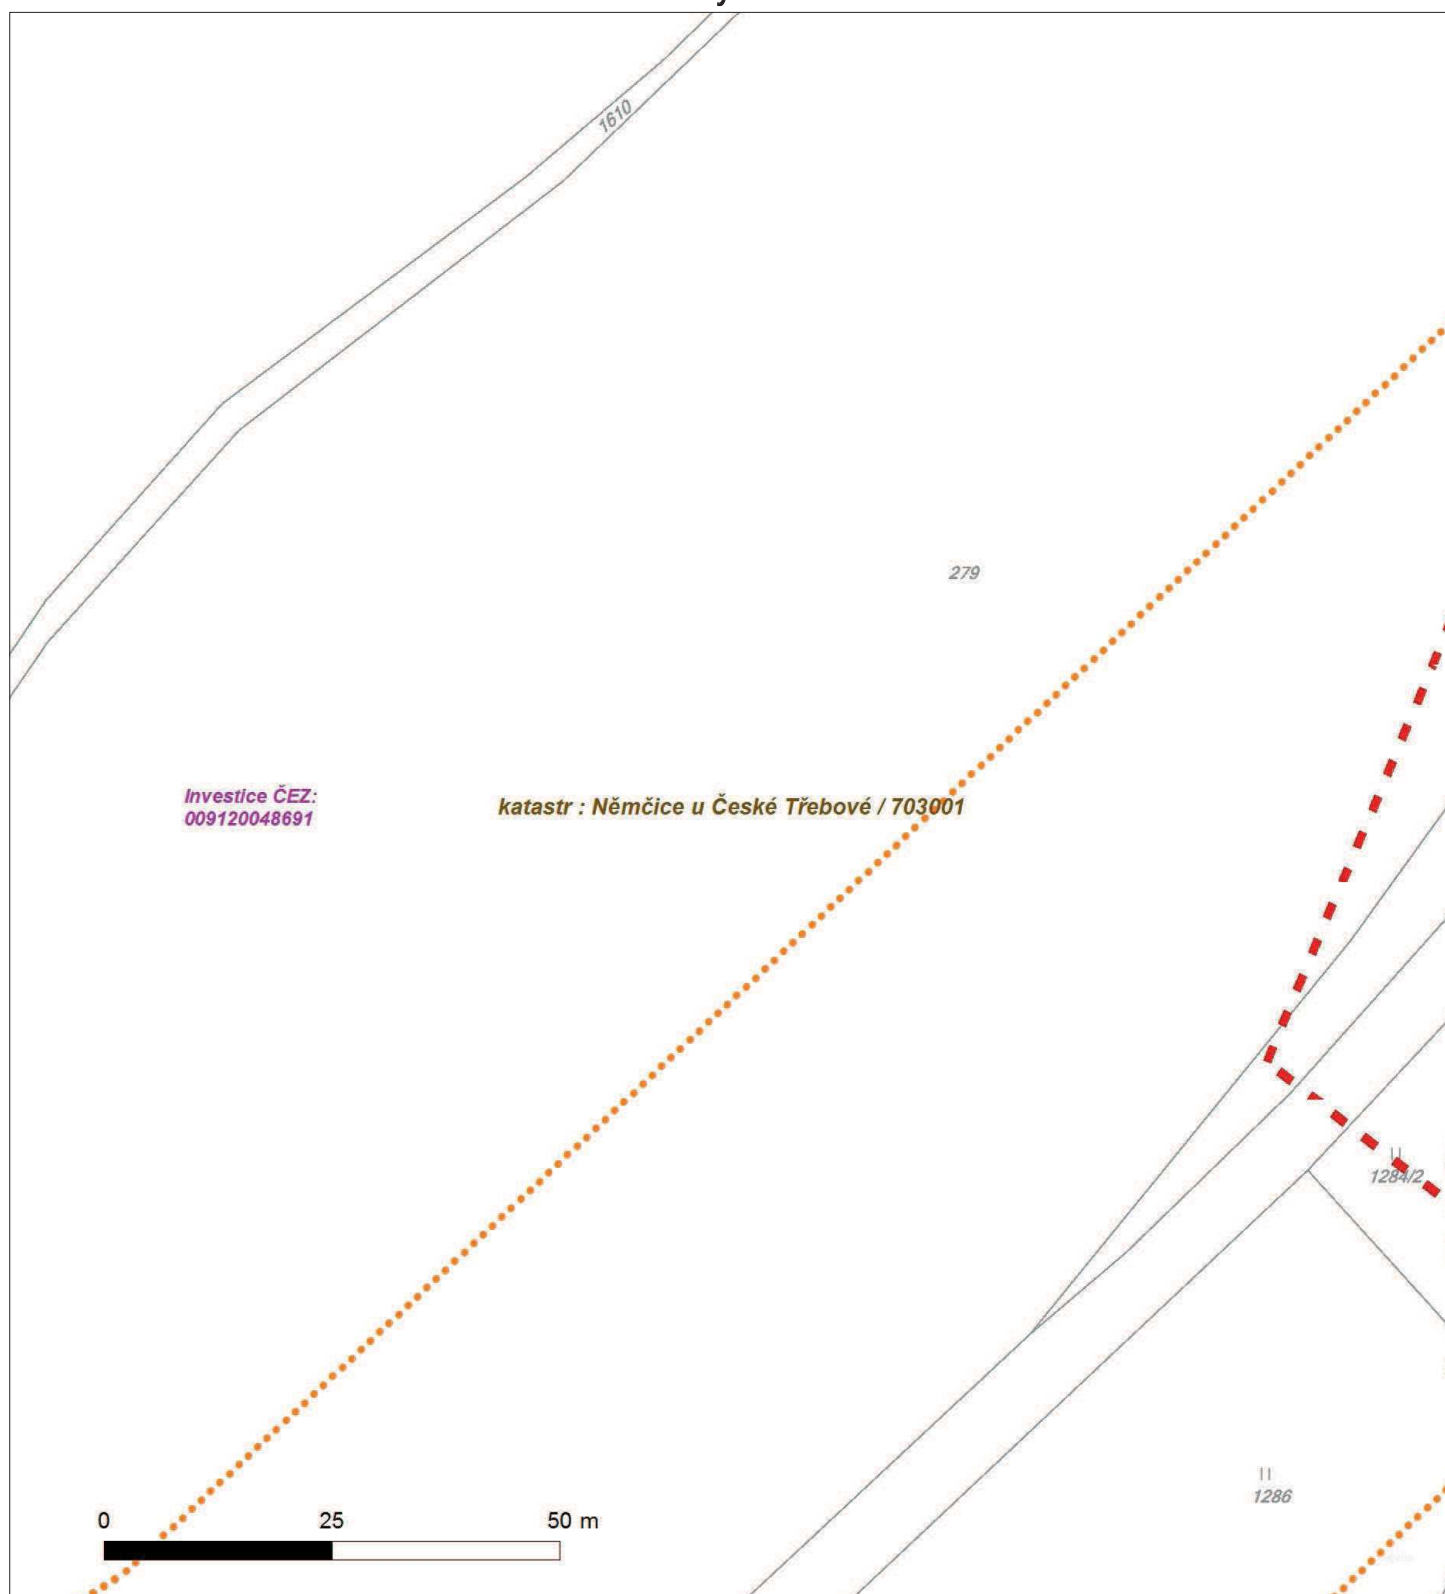 1610
279
Investice ČEZ:
009120048691
katastr : Němčice u České Třebové / 703001
1284/2
1286
0 25 50 m